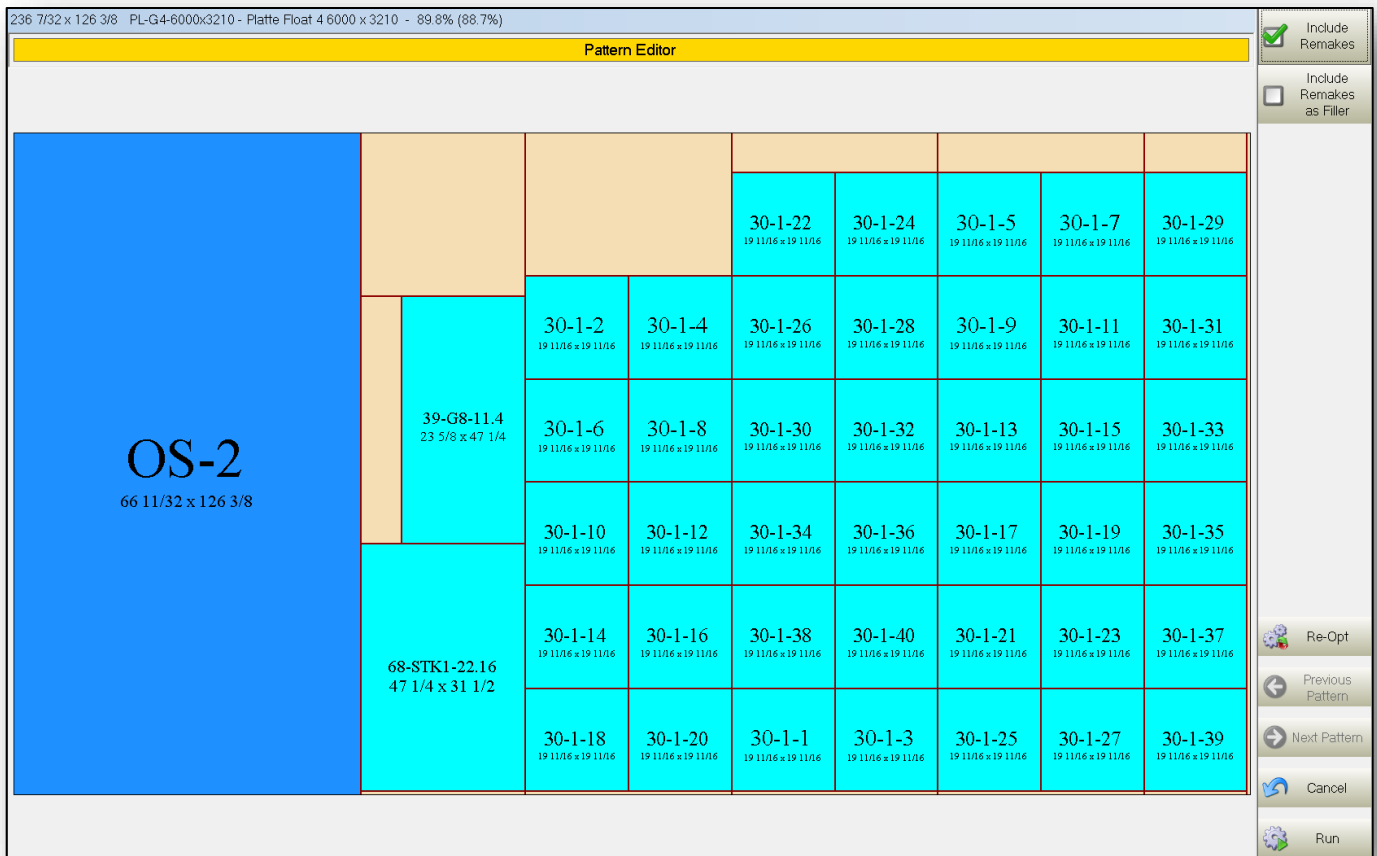 236 7/32 x 126 3/8 PL-G4-6000x3210 - Platte Float 4 6000 x 3210 - 89.8% (88.7%)
Pattern Editor
Include
Remakes
Include
Remakes
as Filler
OS-2
66 11/32 x 126 3/8
39-G8-11.4
23 5/8 x 47 1/4
68-STK1-22.16
47 1/4 x 31 1/2
30-1-22
19 11/16 x 19 11/16
30-1-24
19 11/16 x 19 11/16
30-1-5
19 11/16 x 19 11/16
30-1-7
19 11/16 x 19 11/16
30-1-29
19 11/16 x 19 11/16
30-1-2
19 11/16 x 19 11/16
30-1-4
19 11/16 x 19 11/16
30-1-26
19 11/16 x 19 11/16
30-1-28
19 11/16 x 19 11/16
30-1-9
19 11/16 x 19 11/16
30-1-11
19 11/16 x 19 11/16
30-1-31
19 11/16 x 19 11/16
30-1-6
19 11/16 x 19 11/16
30-1-8
19 11/16 x 19 11/16
30-1-30
19 11/16 x 19 11/16
30-1-32
19 11/16 x 19 11/16
30-1-13
19 11/16 x 19 11/16
30-1-15
19 11/16 x 19 11/16
30-1-33
19 11/16 x 19 11/16
30-1-10
19 11/16 x 19 11/16
30-1-12
19 11/16 x 19 11/16
30-1-34
19 11/16 x 19 11/16
30-1-36
19 11/16 x 19 11/16
30-1-17
19 11/16 x 19 11/16
30-1-19
19 11/16 x 19 11/16
30-1-35
19 11/16 x 19 11/16
30-1-14
19 11/16 x 19 11/16
30-1-16
19 11/16 x 19 11/16
30-1-38
19 11/16 x 19 11/16
30-1-40
19 11/16 x 19 11/16
30-1-21
19 11/16 x 19 11/16
30-1-23
19 11/16 x 19 11/16
30-1-37
19 11/16 x 19 11/16
30-1-18
19 11/16 x 19 11/16
30-1-20
19 11/16 x 19 11/16
30-1-1
19 11/16 x 19 11/16
30-1-3
19 11/16 x 19 11/16
30-1-25
19 11/16 x 19 11/16
30-1-27
19 11/16 x 19 11/16
30-1-39
19 11/16 x 19 11/16
Re-Opt
Previous
Pattern
Next Pattern
Cancel
Run